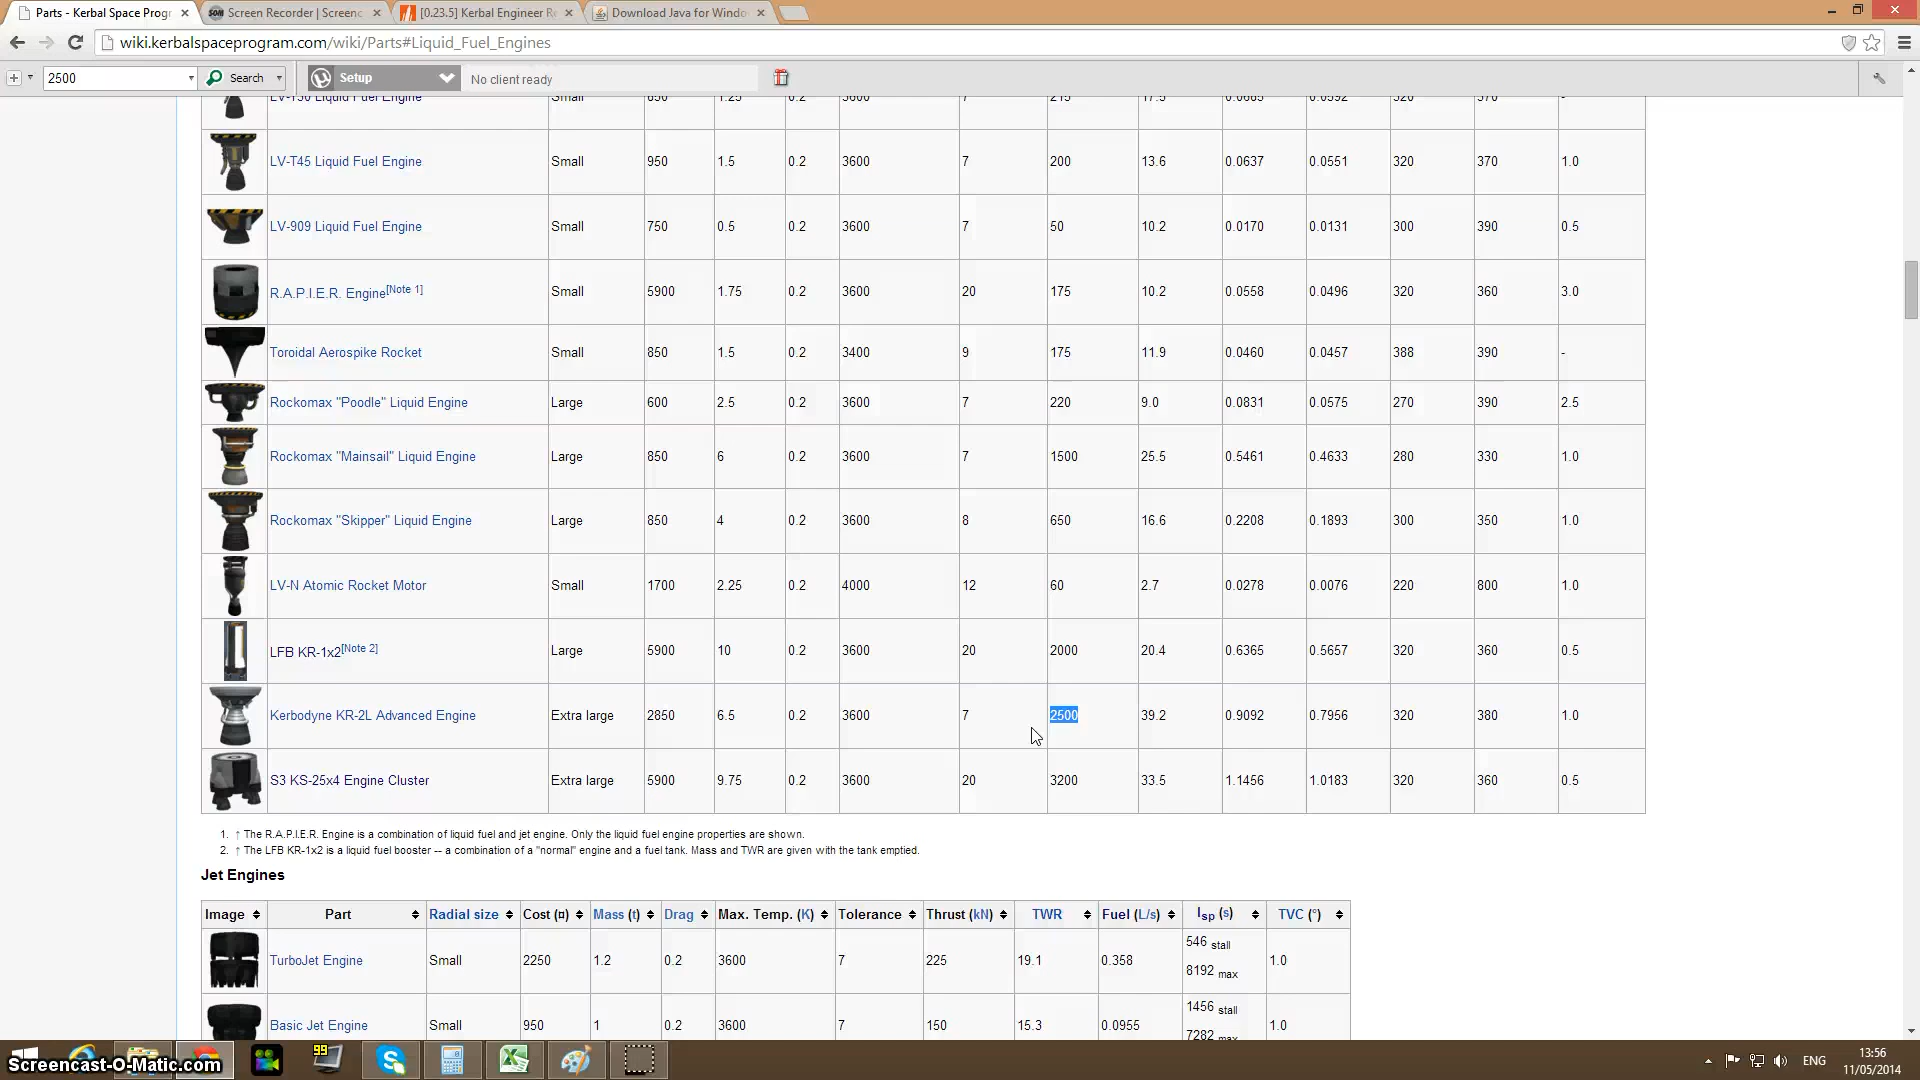 Parts - Kerbal Space Prog
Screen Recorder | Screenc
[0.23.5] Kerbal Engineer Re
Download Java for Windo
wiki.kerbalspaceprogram.com/wiki/Parts#Liquid_Fuel_Engines
2500 Search Setup No client ready
Liquid Fuel Engine Small 1.25 0.2 3600 7 215 17.5 320 370 -
LV-T45 Liquid Fuel Engine Small 950 1.5 0.2 3600 7 200 13.6 0.0637 0.0551 320 370 1.0
LV-909 Liquid Fuel Engine Small 750 0.5 0.2 3600 7 50 10.2 0.0170 0.0131 300 390 0.5
R.A.P.I.E.R. Engine[Note 1] Small 5900 1.75 0.2 3600 20 175 10.2 0.0558 0.0496 320 360 3.0
Toroidal Aerospike Rocket Small 850 1.5 0.2 3400 9 175 11.9 0.0460 0.0457 388 390 -
Rockomax "Poodle" Liquid Engine Large 600 2.5 0.2 3600 7 220 9.0 0.0831 0.0575 270 390 2.5
Rockomax "Mainsail" Liquid Engine Large 850 6 0.2 3600 7 1500 25.5 0.5461 0.4633 280 330 1.0
Rockomax "Skipper" Liquid Engine Large 850 4 0.2 3600 8 650 16.6 0.2208 0.1893 300 350 1.0
LV-N Atomic Rocket Motor Small 1700 2.25 0.2 4000 12 60 2.7 0.0278 0.0076 220 800 1.0
LFB KR-1x2[Note 2] Large 5900 10 0.2 3600 20 2000 20.4 0.6365 0.5657 320 360 0.5
Kerbodyne KR-2L Advanced Engine Extra large 2850 6.5 0.2 3600 7 2500 39.2 0.9092 0.7956 320 380 1.0
S3 KS-25x4 Engine Cluster Extra large 5900 9.75 0.2 3600 20 3200 33.5 1.1456 1.0183 320 360 0.5
1. ↑ The R.A.P.I.E.R. Engine is a combination of liquid fuel and jet engine. Only the liquid fuel engine properties are shown.
2. ↑ The LFB KR-1x2 is a liquid fuel booster -- a combination of a "normal" engine and a fuel tank. Mass and TWR are given with the tank emptied.
Jet Engines
Image Part Radial size Cost (¤) Mass (t) Drag Max. Temp. (K) Tolerance Thrust (kN) TWR Fuel (L/s) Isp (s) TVC (°)
TurboJet Engine Small 2250 1.2 0.2 3600 7 225 19.1 0.358 546 stall 8192 max 1.0
Basic Jet Engine Small 950 1 0.2 3600 7 150 15.3 0.0955 1456 stall 7282 max 1.0
99
ENG
13:56
11/05/2014
Screencast-O-Matic.com